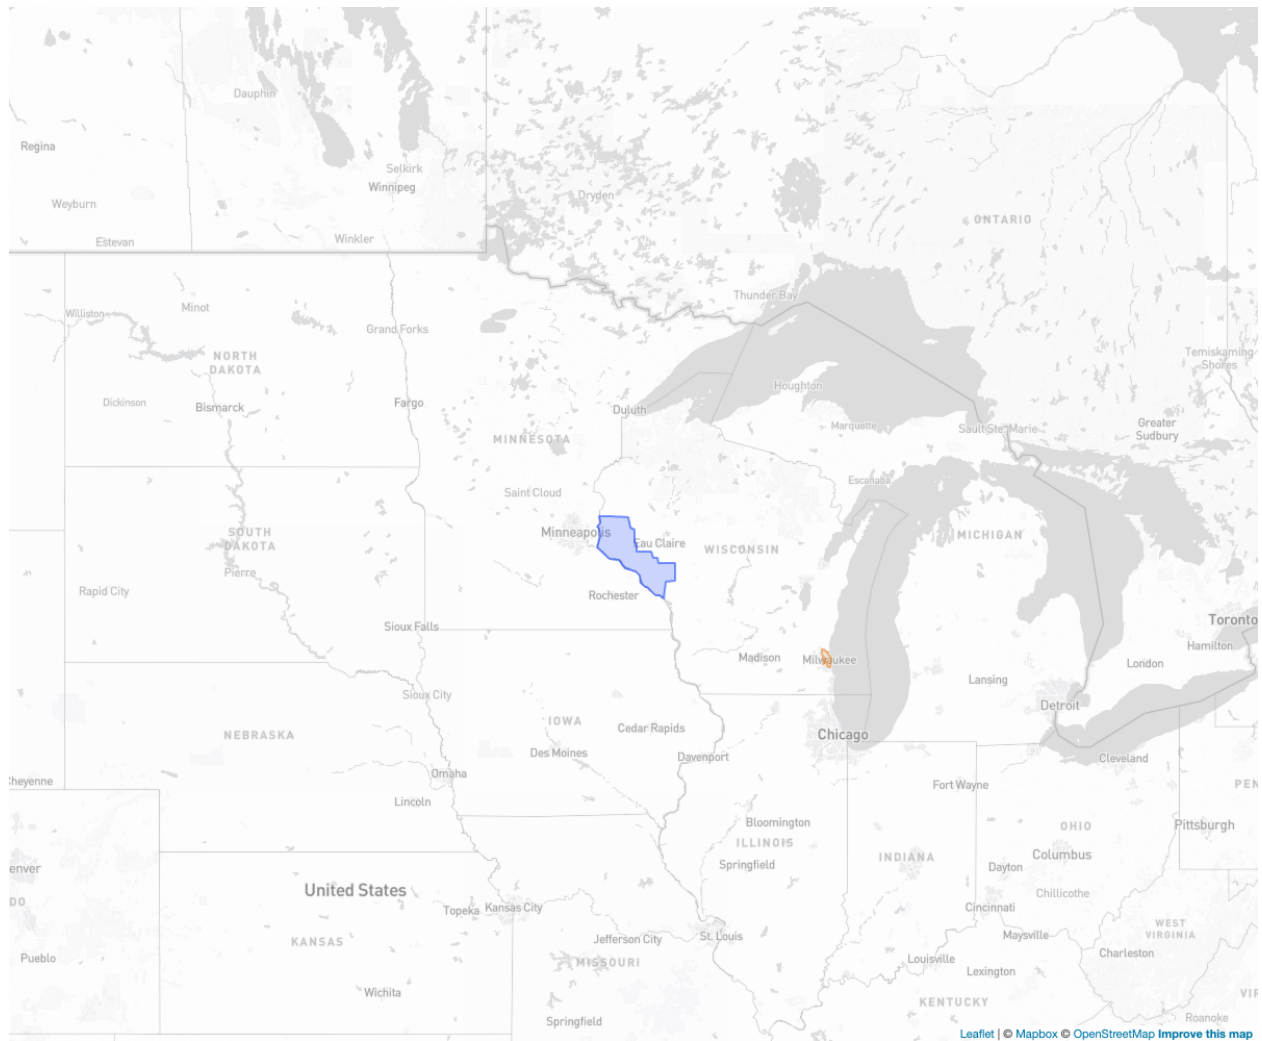 Dauphin
Regina
Selkirk
Winnipeg
Dryden
Weyburn
ONTARIO
Estevan
Winkler
Thunder Bay
Minot
Williston
Grand Forks
NORTH
DAKOTA
Temiskaming
Shores
Houghton
Dickinson
Bismarck
Fargo
Duluth
Marquette
Sault Ste. Marie
Greater
Sudbury
MINNESOTA
Escanaba
Saint Cloud
Minneapolis
SOUTH
DAKOTA
Eau Claire
WISCONSIN
MICHIGAN
Pierre
Rapid City
Rochester
Toronto
Sioux Falls
Hamilton
Madison
Milwaukee
London
Lansing
Sioux City
Detroit
IOWA
Cedar Rapids
NEBRASKA
Chicago
Des Moines
Davenport
Cleveland
Cheyenne
Omaha
Fort Wayne
PEN
Lincoln
Bloomington
OHIO
Pittsburgh
ILLINOIS
INDIANA
Columbus
Springfield
Dayton
enver
United States
Chillicothe
DO
Topeka
Kansas City
Cincinnati
WEST
VIRGINIA
KANSAS
Jefferson City
St. Louis
Maysville
Charleston
Pueblo
MISSOURI
Louisville
Lexington
Wichita
KENTUCKY
VIR
Springfield
Roanoke
Leaflet | © Mapbox © OpenStreetMap Improve this map